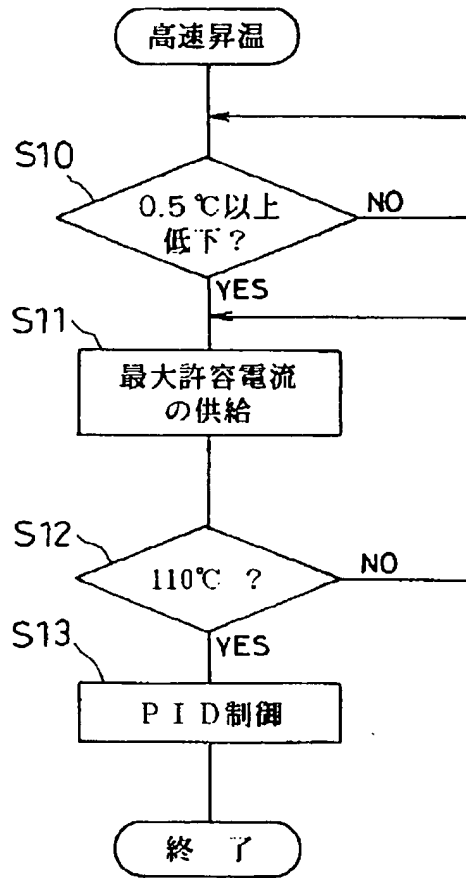 高速昇温
S10
0.5℃以上
低下？
NO
YES
S11
最大許容電流
の供給
S12
110℃ ？
NO
YES
S13
ＰＩＤ制御
終 了